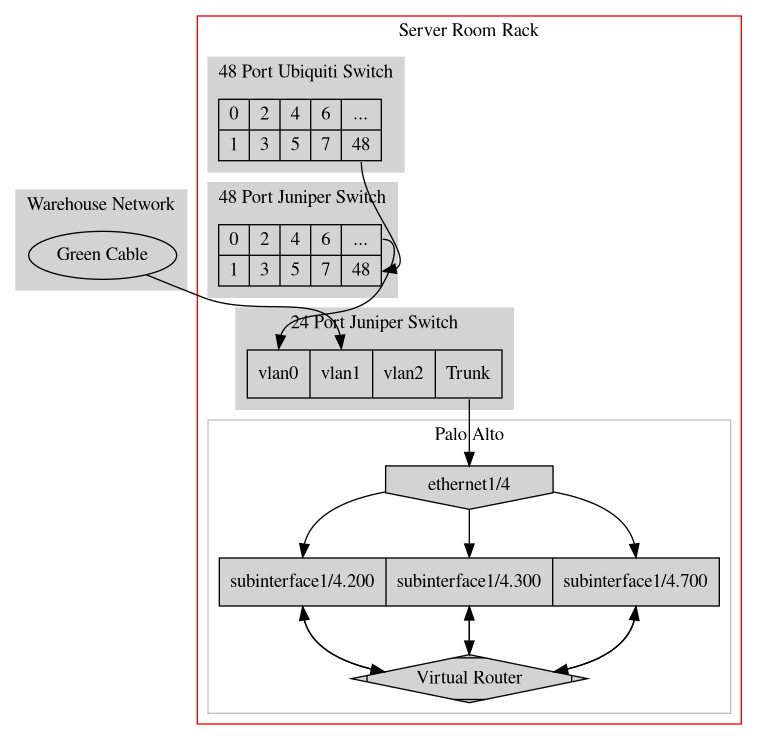 Server Room Rack
48 Port Ubiquiti Switch
0 2 4 6 ...
1 3 5 7 48
48 Port Juniper Switch
0 2 4 6 ...
1 3 5 7 48
Warehouse Network
Green Cable
24 Port Juniper Switch
vlan0 vlan1 vlan2 Trunk
Palo Alto
ethernet1/4
subinterface1/4.200 subinterface1/4.300 subinterface1/4.700
Virtual Router